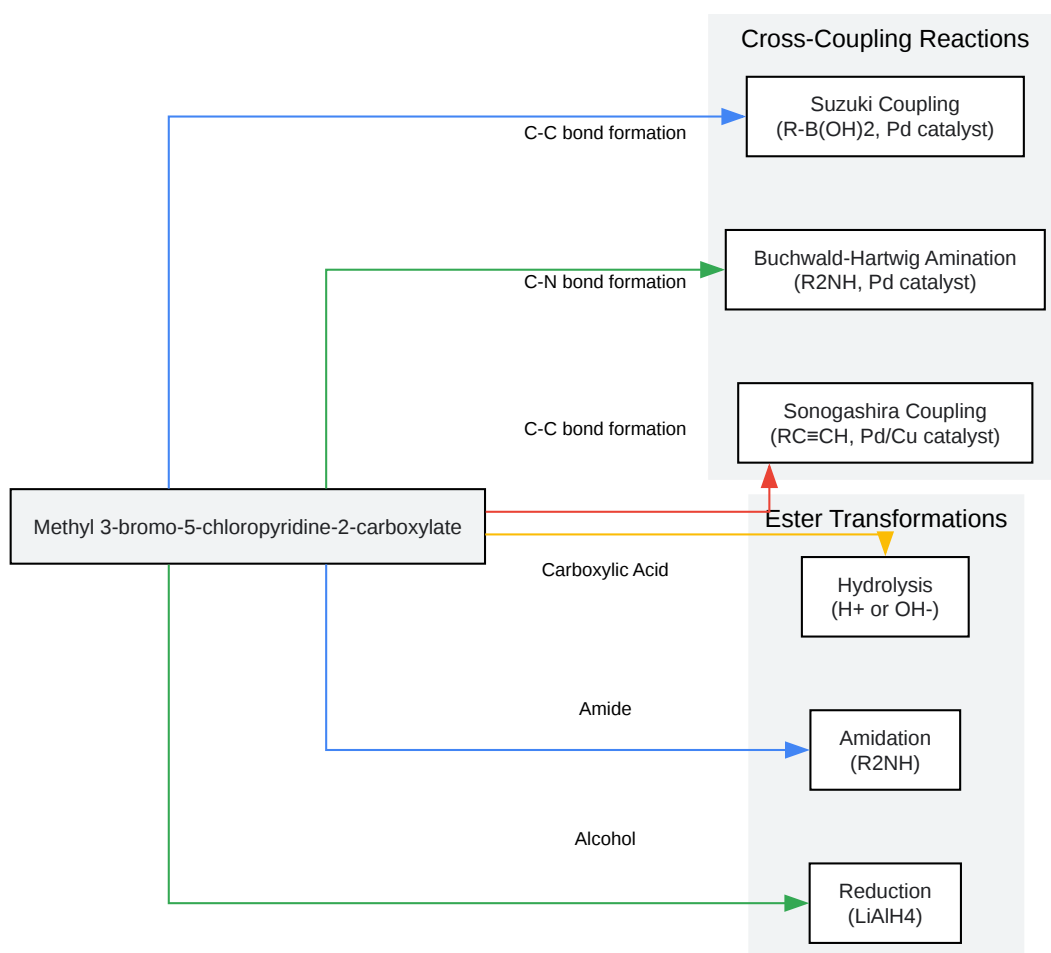 Cross-Coupling Reactions
Suzuki Coupling
(R-B(OH)2, Pd catalyst)
C-C bond formation
Buchwald-Hartwig Amination
(R2NH, Pd catalyst)
C-N bond formation
Sonogashira Coupling
(RC≡CH, Pd/Cu catalyst)
C-C bond formation
Methyl 3-bromo-5-chloropyridine-2-carboxylate
Ester Transformations
Carboxylic Acid
Hydrolysis
(H+ or OH-)
Amide
Amidation
(R2NH)
Alcohol
Reduction
(LiAlH4)